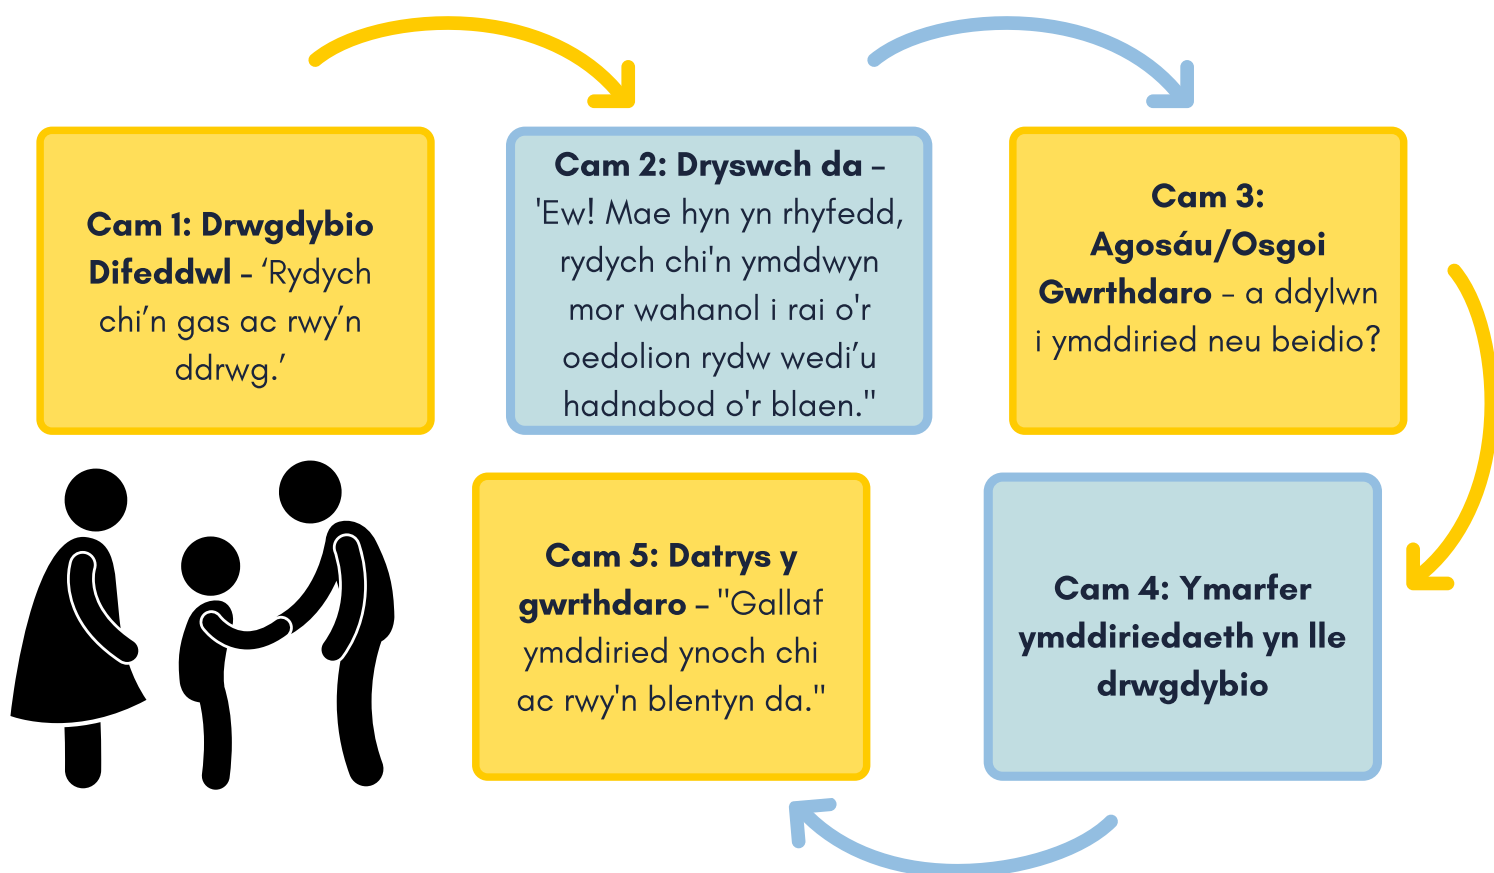 Cam 1: Drwgdybio
Difeddwl – ‘Rydych
chi’n gas ac rwy’n
ddrwg.’
Cam 2: Dryswch da –
'Ew! Mae hyn yn rhyfedd,
rydych chi'n ymddwyn
mor wahanol i rai o'r
oedolion rydw wedi’u
hadnabod o'r blaen."
Cam 3:
Agosáu/Osgoi
Gwrthdaro – a ddylwn
i ymddiried neu beidio?
Cam 4: Ymarfer
ymddiriedaeth yn lle
drwgdybio
Cam 5: Datrys y
gwrthdaro – "Gallaf
ymddiried ynoch chi
ac rwy'n blentyn da."